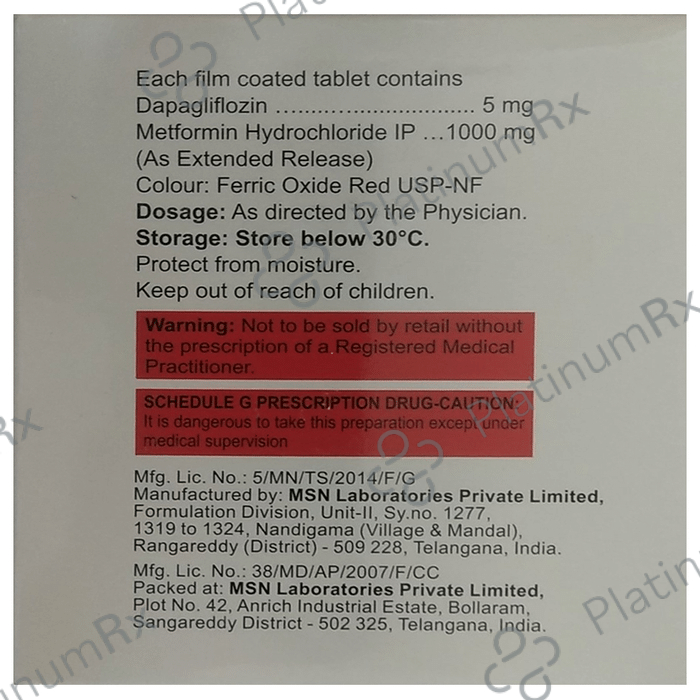 Each film coated tablet contains
Dapagliflozin ................................. 5 mg
Metformin Hydrochloride IP ...1000 mg
(As Extended Release)
Colour: Ferric Oxide Red USP-NF
Dosage: As directed by the Physician.
Storage: Store below 30°C.
Protect from moisture.
Keep out of reach of children.
Warning: Not to be sold by retail without
the prescription of a Registered Medical
Practitioner.
SCHEDULE G PRESCRIPTION DRUG-CAUTION:
It is dangerous to take this preparation except under
medical supervision
Mfg. Lic. No.: 5/MN/TS/2014/F/G
Manufactured by: MSN Laboratories Private Limited,
Formulation Division, Unit-II, Sy.no. 1277,
1319 to 1324, Nandigama (Village & Mandal),
Rangareddy (District) - 509 228, Telangana, India.
Mfg. Lic. No.: 38/MD/AP/2007/F/CC
Packed at: MSN Laboratories Private Limited,
Plot No. 42, Anrich Industrial Estate, Bollaram,
Sangareddy District - 502 325, Telangana, India.
PlatinumRx
PlatinumRx
Platin
Rx
Platinu
numRx